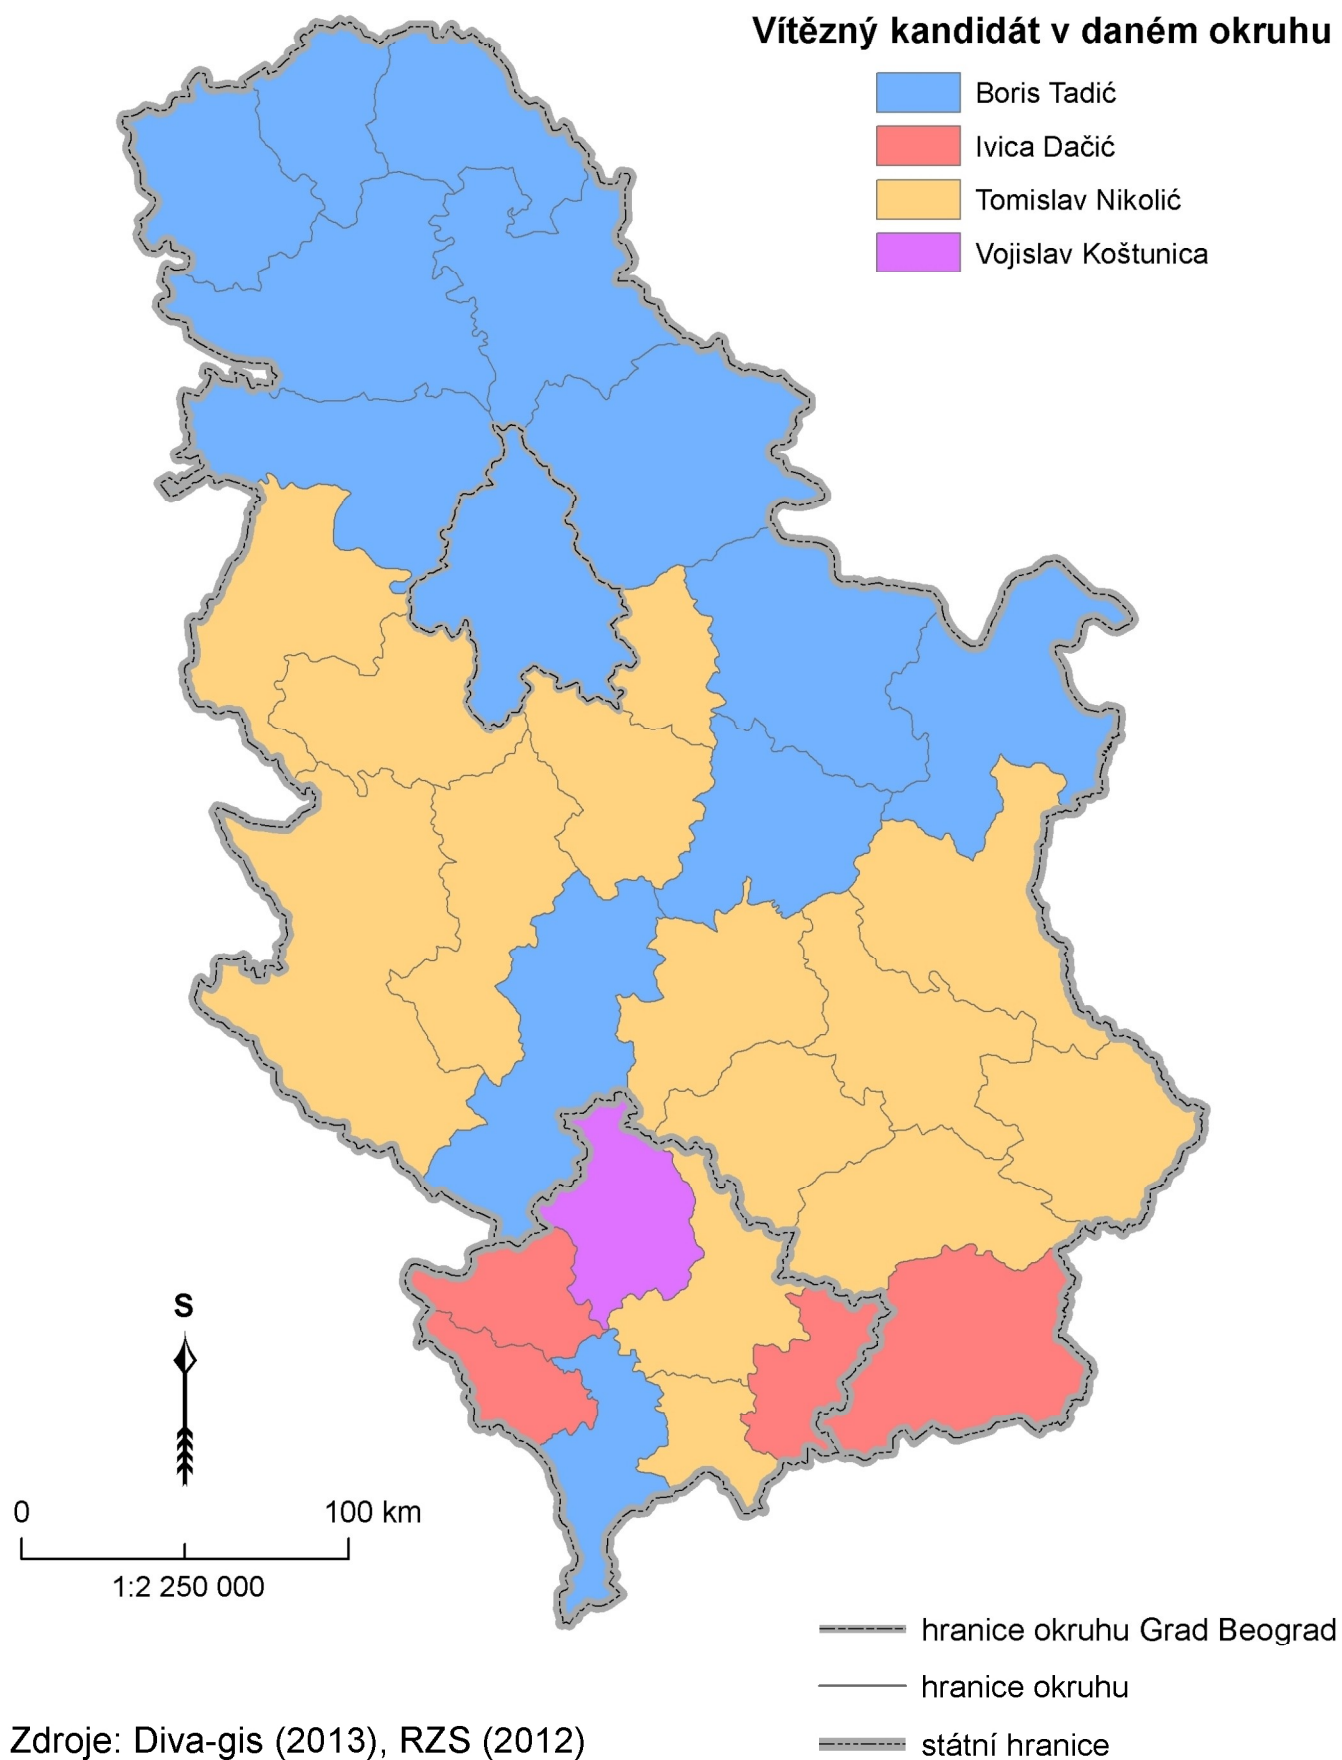 Vítězný kandidát v daném okruhu
Boris Tadić
Ivica Dačić
Tomislav Nikolić
Vojislav Koštunica
S
0 100 km
1:2 250 000
hranice okruhu Grad Beograd
hranice okruhu
státní hranice
Zdroje: Diva-gis (2013), RZS (2012)